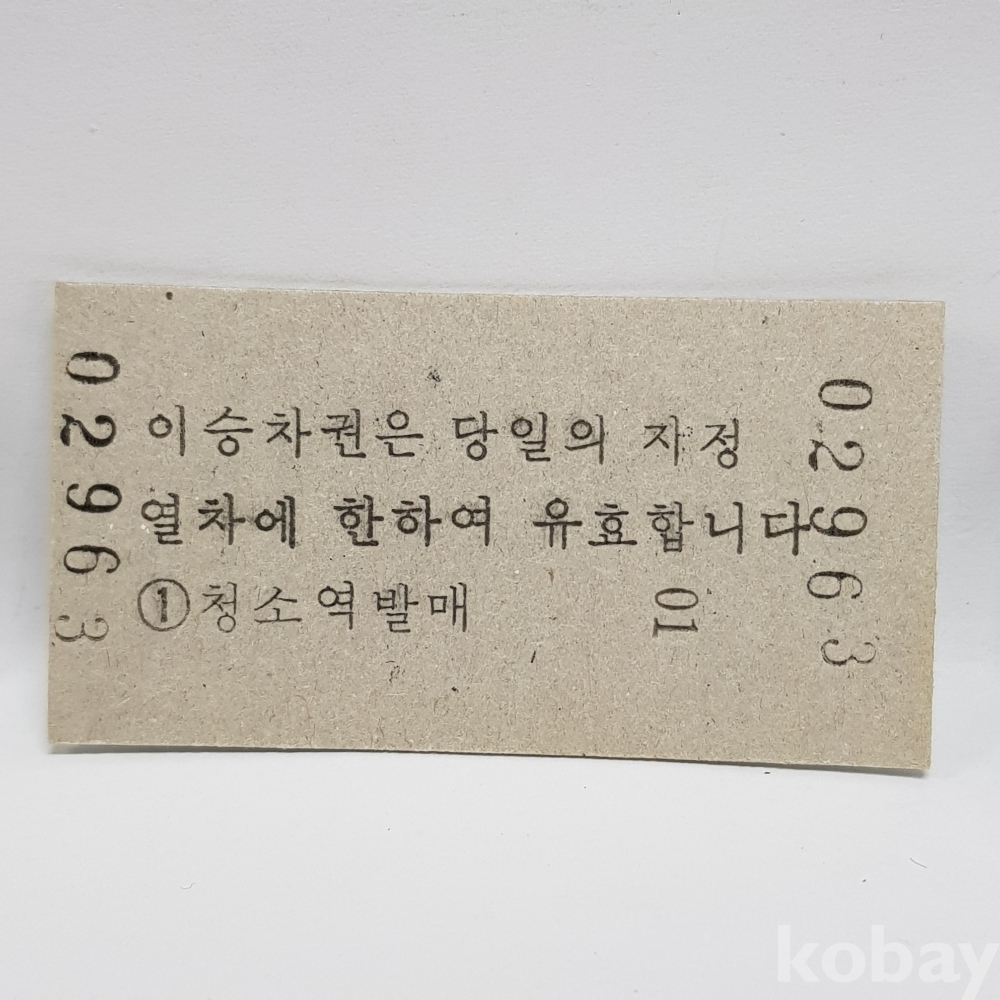 02963
이승차권은 당일의 자정
열차에 한하여 유효합니다
①청소역발매 01
02963
kobay